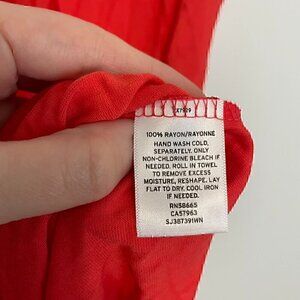 100% RAYON/RAYONNE
HAND WASH COLD,
SEPARATELY. ONLY
NON-CHLORINE BLEACH IF
NEEDED. ROLL IN TOWEL
TO REMOVE EXCESS
MOISTURE, RESHAPE. LAY
FLAT TO DRY. COOL IRON
IF NEEDED.
RN58665
CA57963
SJ387391WN